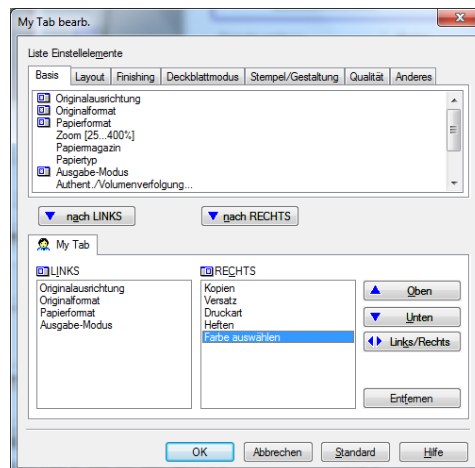 My Tab bearb.
Liste Einstellelemente
Basis Layout Finishing Deckblattmodus Stempel/Gestaltung Qualität Anderes
Originalausrichtung
Originalformat
Papierformat
Zoom [25...400%]
Papiermagazin
Papiertyp
Ausgabe-Modus
Authent./Volumenverfolgung...
nach LINKS nach RECHTS
My Tab
LINKS
Originalausrichtung
Originalformat
Papierformat
Ausgabe-Modus
RECHTS
Kopien
Versatz
Druckart
Heften
Farbe auswählen
Oben
Unten
Links/Rechts
Entfernen
OK Abbrechen Standard Hilfe